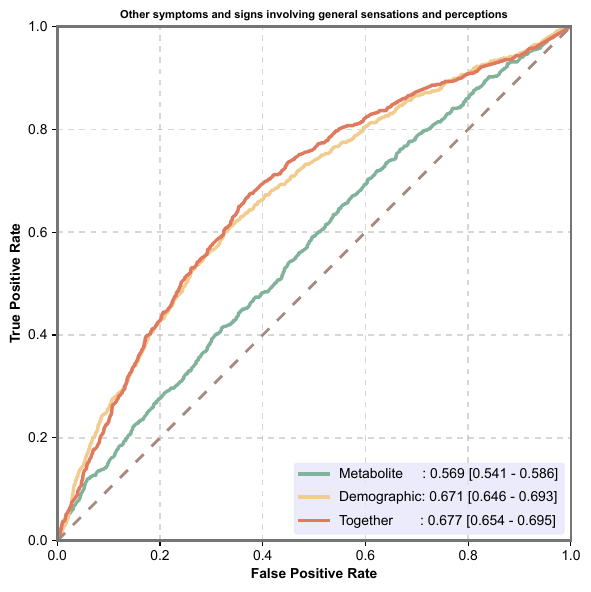 Other symptoms and signs involving general sensations and perceptions
1.0
0.8
0.6
0.4
0.2
0.0
True Positive Rate
Metabolite : 0.569 [0.541 - 0.586]
Demographic: 0.671 [0.646 - 0.693]
Together : 0.677 [0.654 - 0.695]
0.0 0.2 0.4 0.6 0.8 1.0
False Positive Rate